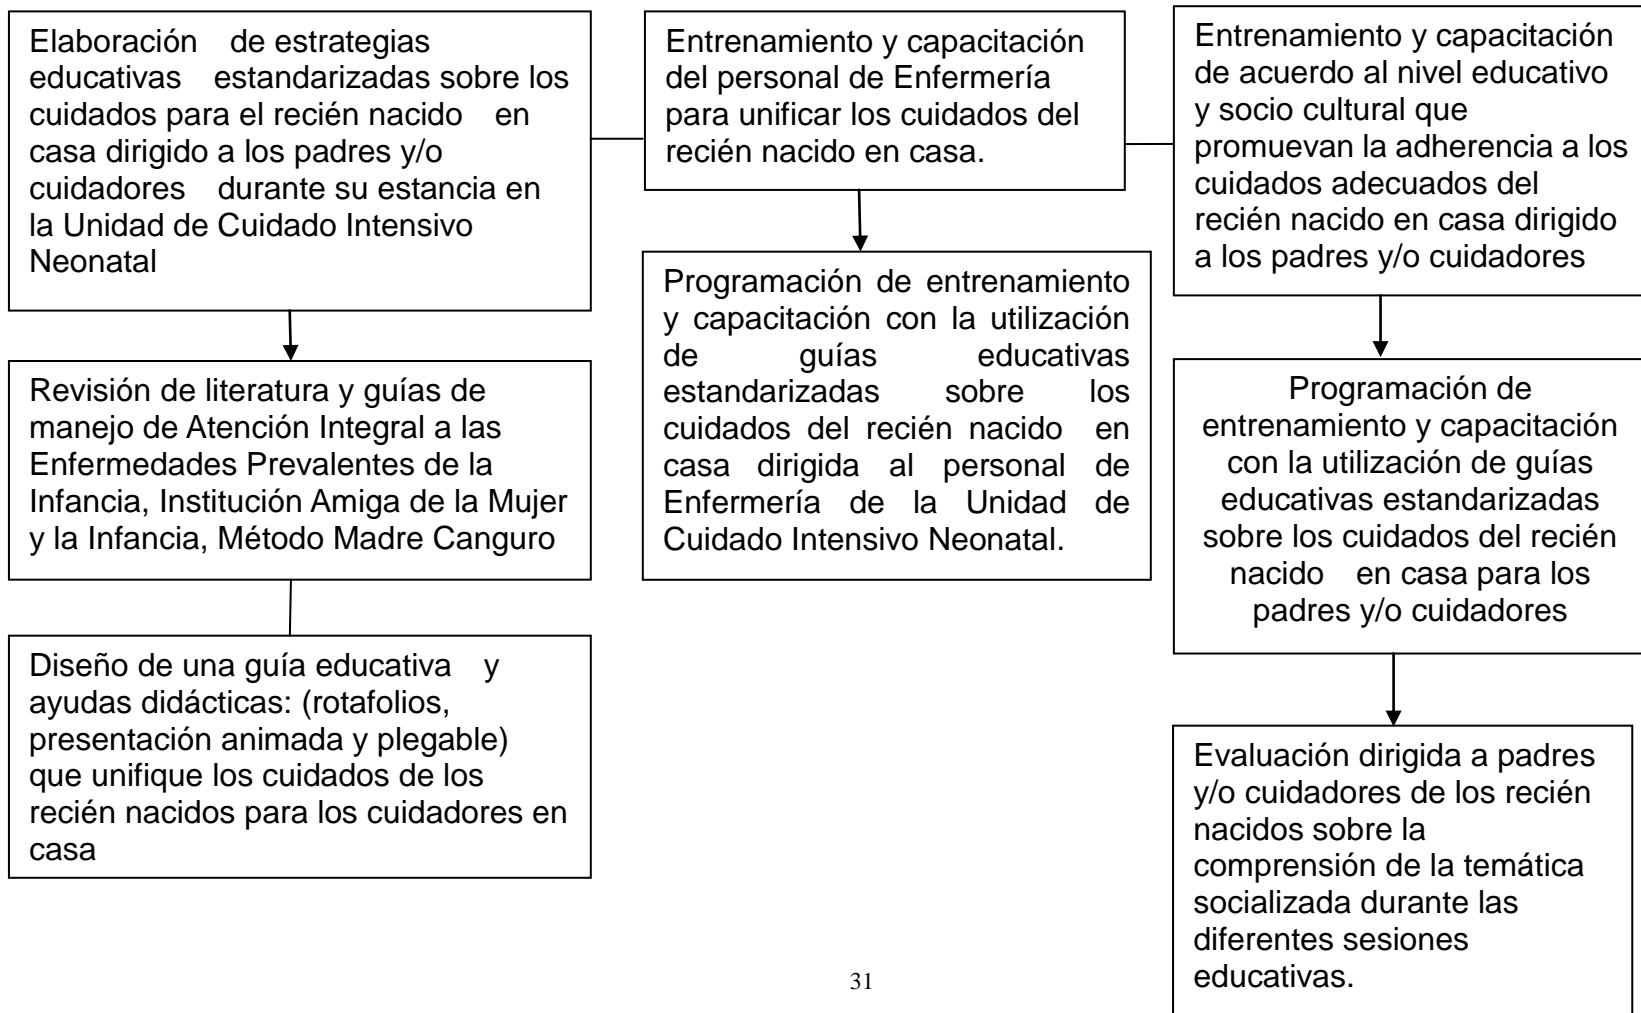 Elaboración de estrategias
educativas estandarizadas sobre los
cuidados para el recién nacido en
casa dirigido a los padres y/o
cuidadores durante su estancia en
la Unidad de Cuidado Intensivo
Neonatal
Revisión de literatura y guías de
manejo de Atención Integral a las
Enfermedades Prevalentes de la
Infancia, Institución Amiga de la Mujer
y la Infancia, Método Madre Canguro
Diseño de una guía educativa y
ayudas didácticas: (rotafolios,
presentación animada y plegable)
que unifique los cuidados de los
recién nacidos para los cuidadores en
casa
Entrenamiento y capacitación
del personal de Enfermería
para unificar los cuidados del
recién nacido en casa.
Programación de entrenamiento
y capacitación con la utilización
de guías educativas
estandarizadas sobre los
cuidados del recién nacido en
casa dirigida al personal de
Enfermería de la Unidad de
Cuidado Intensivo Neonatal.
Entrenamiento y capacitación
de acuerdo al nivel educativo
y socio cultural que
promuevan la adherencia a los
cuidados adecuados del
recién nacido en casa dirigido
a los padres y/o cuidadores
Programación de
entrenamiento y capacitación
con la utilización de guías
educativas estandarizadas
sobre los cuidados del recién
nacido en casa para los
padres y/o cuidadores
Evaluación dirigida a padres
y/o cuidadores de los recién
nacidos sobre la
comprensión de la temática
socializada durante las
diferentes sesiones
educativas.
31